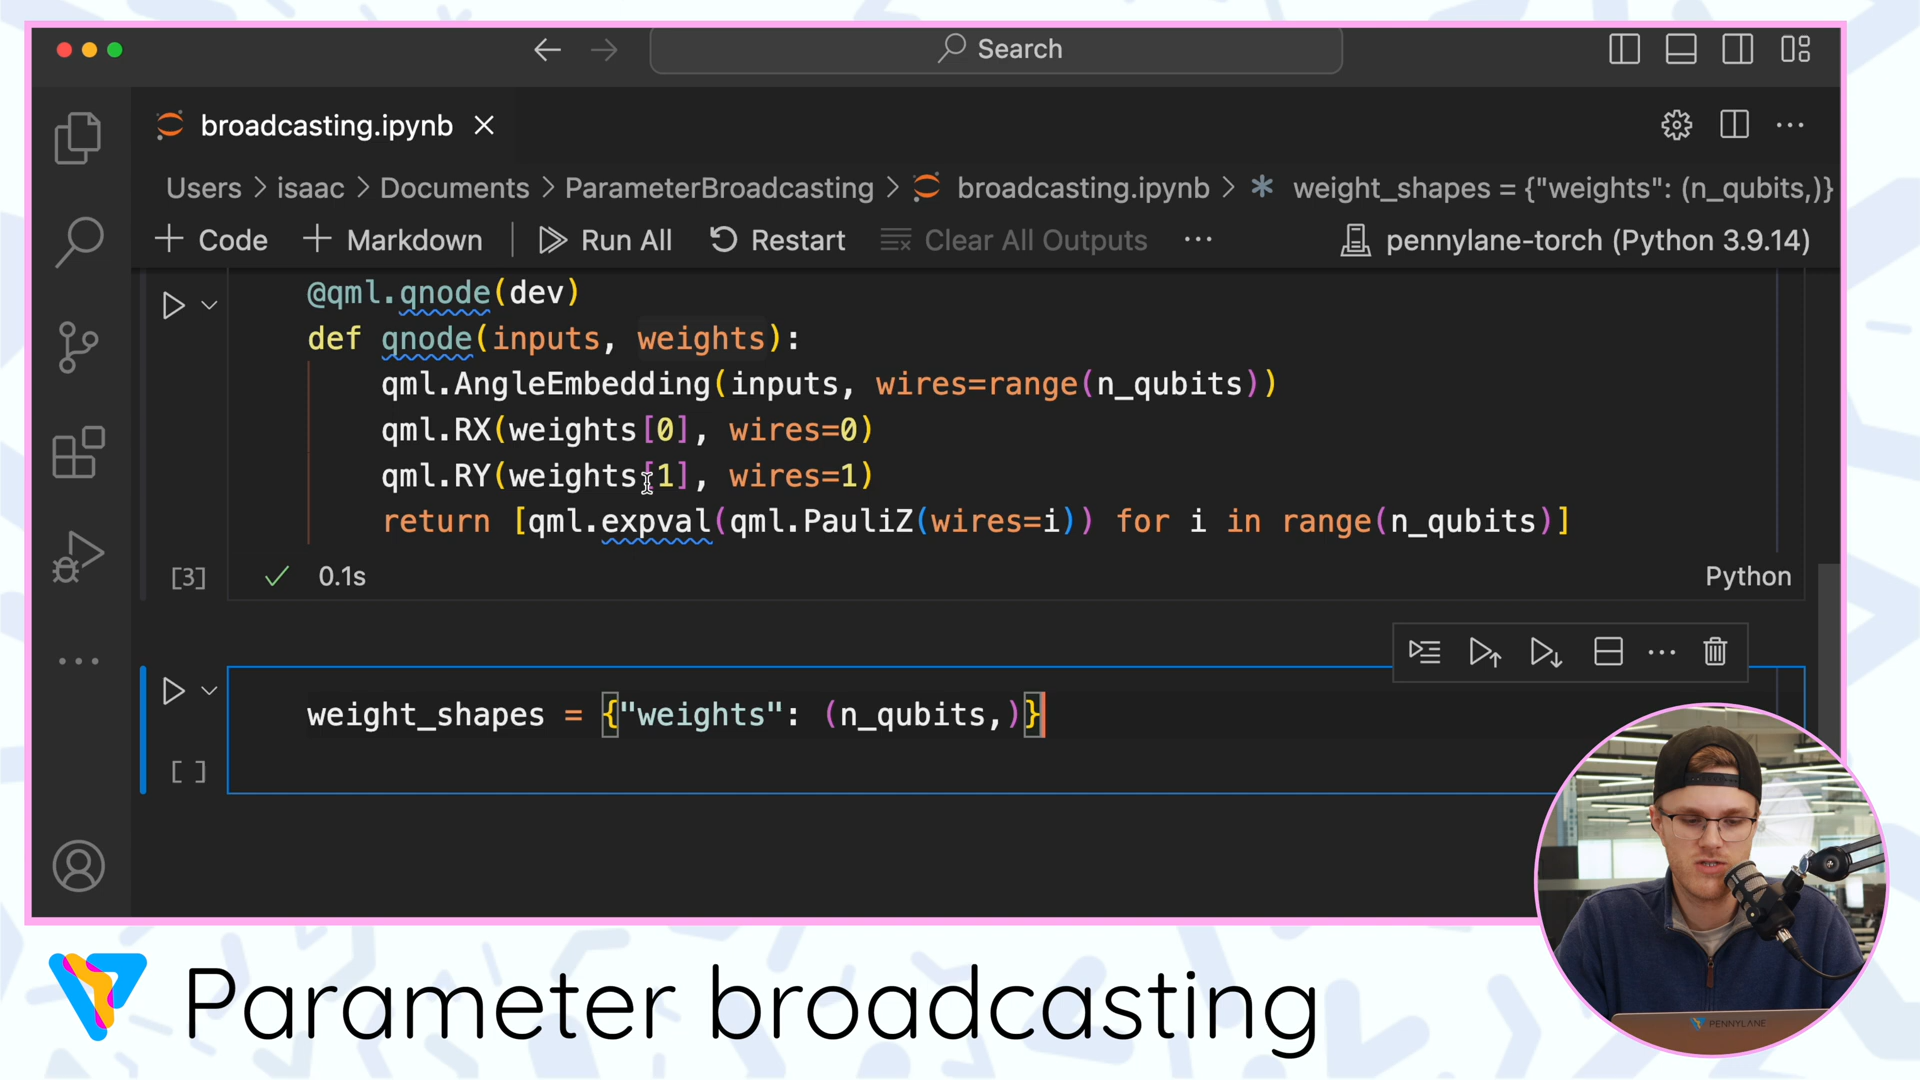 Search
broadcasting.ipynb
Users > isaac > Documents > ParameterBroadcasting > broadcasting.ipynb > weight_shapes = {"weights": (n_qubits,)}
+ Code + Markdown Run All Restart Clear All Outputs ... pennylane-torch (Python 3.9.14)
@qml.qnode(dev)
def qnode(inputs, weights):
qml.AngleEmbedding(inputs, wires=range(n_qubits))
qml.RX(weights[0], wires=0)
qml.RY(weights[1], wires=1)
return [qml.expval(qml.PauliZ(wires=i)) for i in range(n_qubits)]
[3] ✓ 0.1s Python
weight_shapes = {"weights": (n_qubits,)}
[ ]
PENNYLANE
Parameter broadcasting